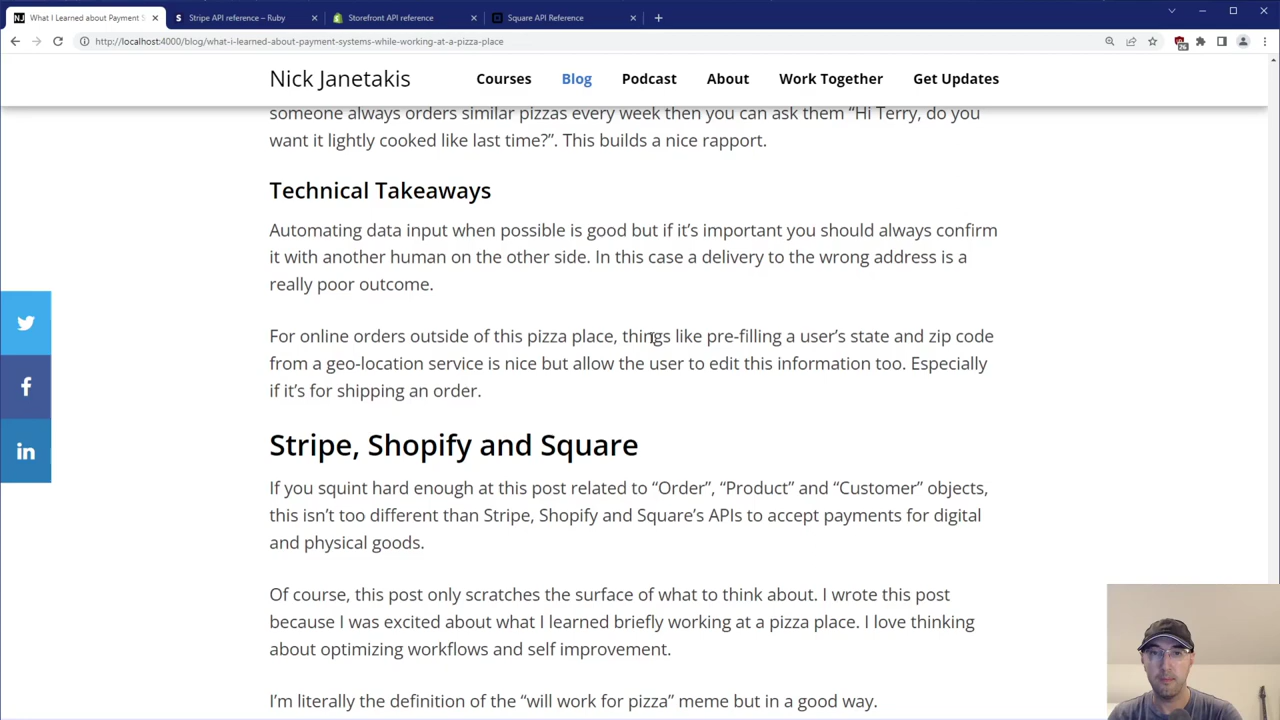 What I Learned about Payment S
Stripe API reference – Ruby
Storefront API reference
Square API Reference
http://localhost:4000/blog/what-i-learned-about-payment-systems-while-working-at-a-pizza-place
26
Nick Janetakis
Courses
Blog
Podcast
About
Work Together
Get Updates
someone always orders similar pizzas every week then you can ask them “Hi Terry, do you
want it lightly cooked like last time?”. This builds a nice rapport.
Technical Takeaways
Automating data input when possible is good but if it’s important you should always confirm
it with another human on the other side. In this case a delivery to the wrong address is a
really poor outcome.
For online orders outside of this pizza place, things like pre-filling a user’s state and zip code
from a geo-location service is nice but allow the user to edit this information too. Especially
if it’s for shipping an order.
Stripe, Shopify and Square
If you squint hard enough at this post related to “Order”, “Product” and “Customer” objects,
this isn’t too different than Stripe, Shopify and Square’s APIs to accept payments for digital
and physical goods.
Of course, this post only scratches the surface of what to think about. I wrote this post
because I was excited about what I learned briefly working at a pizza place. I love thinking
about optimizing workflows and self improvement.
I’m literally the definition of the “will work for pizza” meme but in a good way.